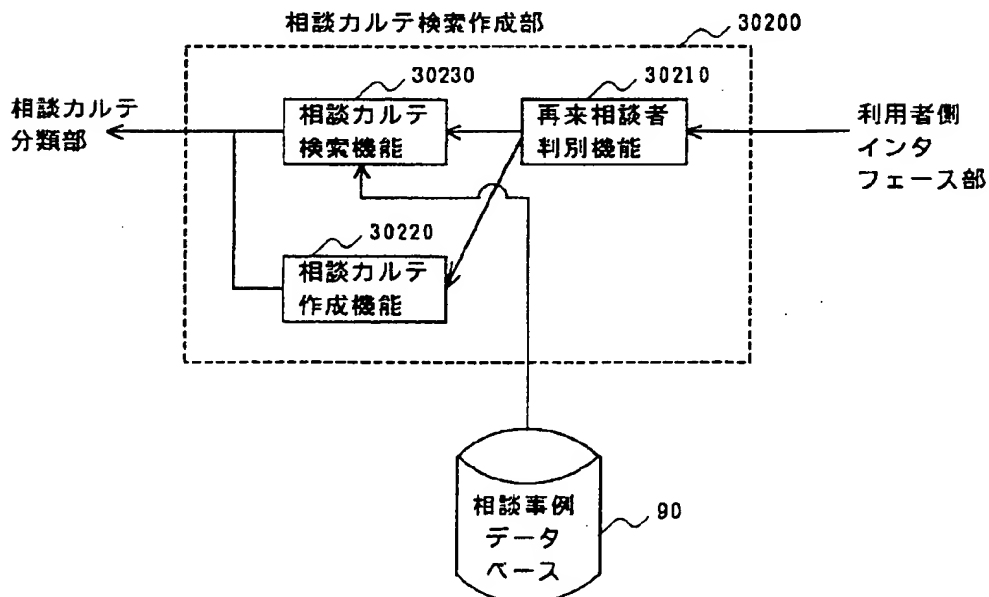 相談カルテ検索作成部
30200
30230
30210
相談カルテ
分類部
相談カルテ
検索機能
再来相談者
判別機能
利用者側
インタ
フェース部
30220
相談カルテ
作成機能
相談事例
データ
ベース
90